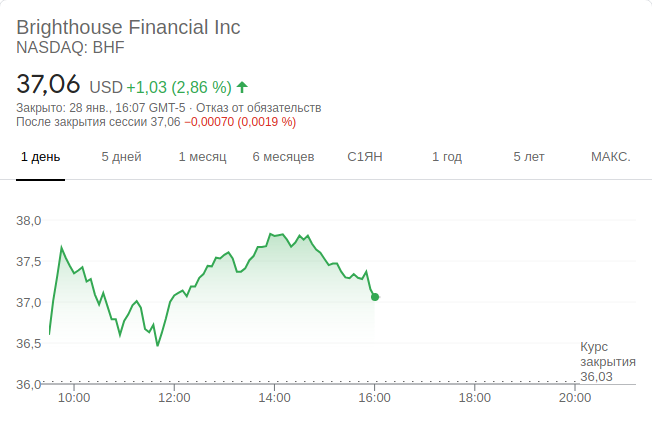 Brighthouse Financial Inc
NASDAQ: BHF
37,06 USD +1,03 (2,86 %)
Закрыто: 28 янв., 16:07 GMT-5 · Отказ от обязательств
После закрытия сессии 37,06 −0,00070 (0,0019 %)
1 день 5 дней 1 месяц 6 месяцев С1ЯН 1 год 5 лет МАКС.
38,0
37,5
37,0
36,5
36,0
Курс
закрытия
36,03
10:00 12:00 14:00 16:00 18:00 20:00